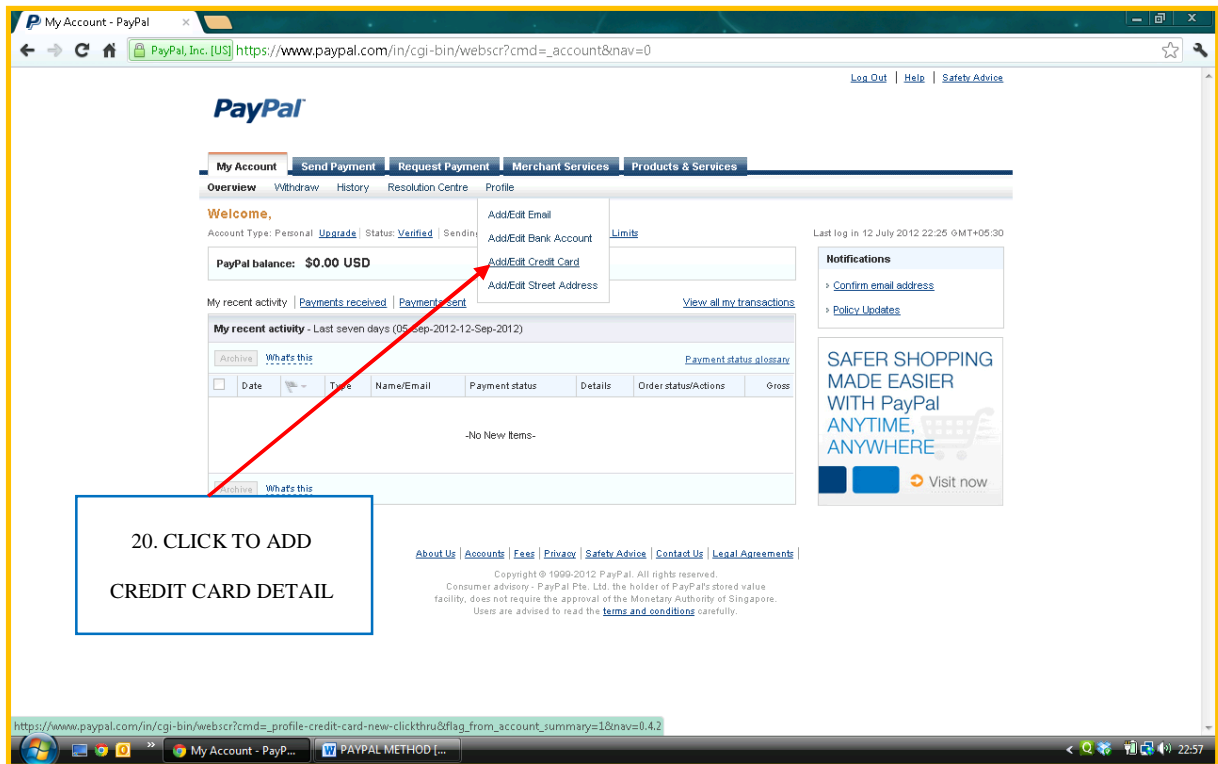 My Account - PayPal
PayPal, Inc. [US] https://www.paypal.com/in/cgi-bin/webscr?cmd=_account&nav=0
Log Out | Help | Safety Advice
PayPal
My Account Send Payment Request Payment Merchant Services Products & Services
Overview Withdraw History Resolution Centre Profile
Add/Edit Email
Add/Edit Bank Account
Add/Edit Credit Card
Add/Edit Street Address
Welcome,
Account Type: Personal Upgrade | Status: Verified | Limits
Last log in 12 July 2012 22:25 GMT+05:30
PayPal balance: $0.00 USD
Notifications
Confirm email address
Policy Updates
My recent activity | Payments received | Payments sent View all my transactions
My recent activity - Last seven days (05-Sep-2012-12-Sep-2012)
Archive What's this Payment status glossary
Date Type Name/Email Payment status Details Order status/Actions Gross
-No New Items-
Archive What's this
SAFER SHOPPING
MADE EASIER
WITH PayPal
ANYTIME,
ANYWHERE
Visit now
20. CLICK TO ADD
CREDIT CARD DETAIL
About Us | Accounts | Fees | Privacy | Safety Advice | Contact Us | Legal Agreements |
Copyright © 1999-2012 PayPal. All rights reserved.
Consumer advisory - PayPal Pte. Ltd. the holder of PayPal's stored value
facility, does not require the approval of the Monetary Authority of Singapore.
Users are advised to read the terms and conditions carefully.
https://www.paypal.com/in/cgi-bin/webscr?cmd=_profile-credit-card-new-clickthru&flag_from_account_summary=1&nav=0.4.2
My Account - PayP... PAYPAL METHOD [... 22:57